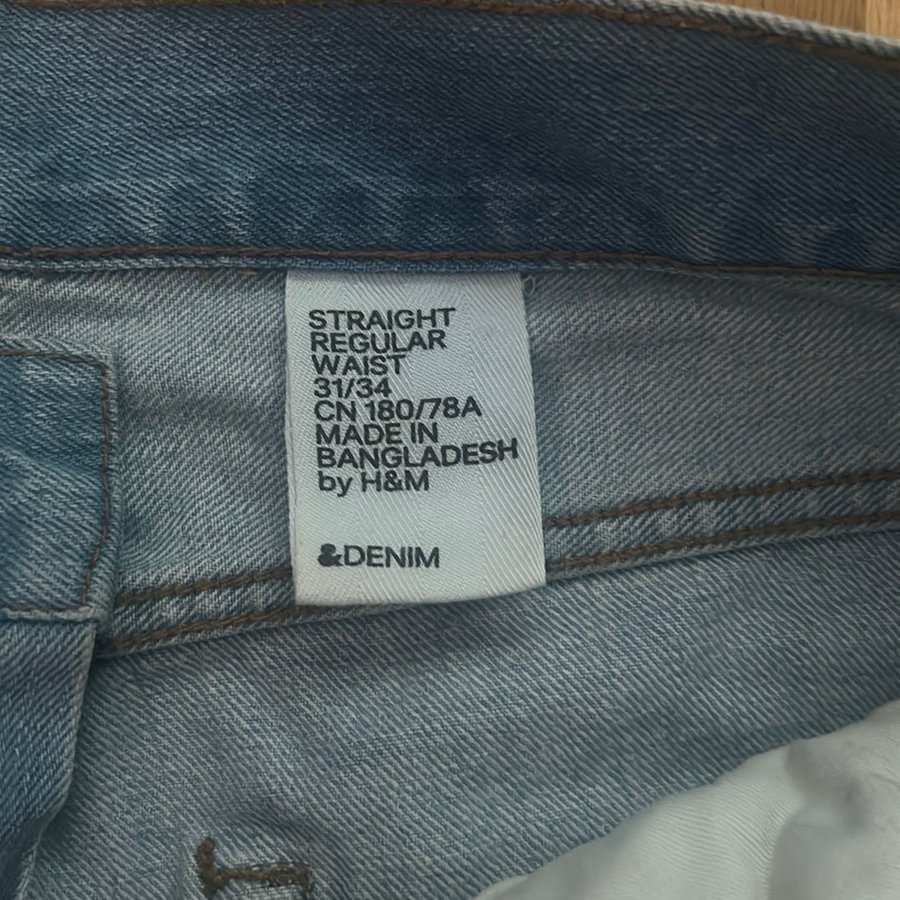 STRAIGHT
REGULAR
WAIST
31/34
CN 180/78A
MADE IN
BANGLADESH
by H&M
&DENIM